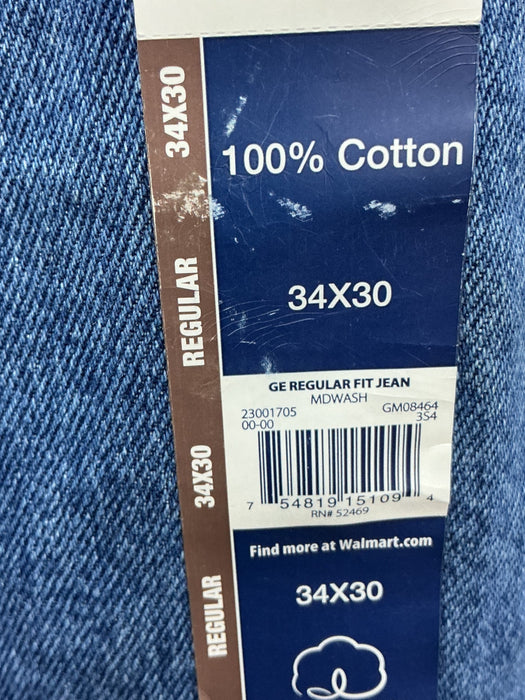 34X30
REGULAR
34X30
REGULAR
100% Cotton
34X30
GE REGULAR FIT JEAN
MDWASH
23001705 GM08464
00-00 3S4
7 54819 15109 4
RN# 52469
Find more at Walmart.com
34X30